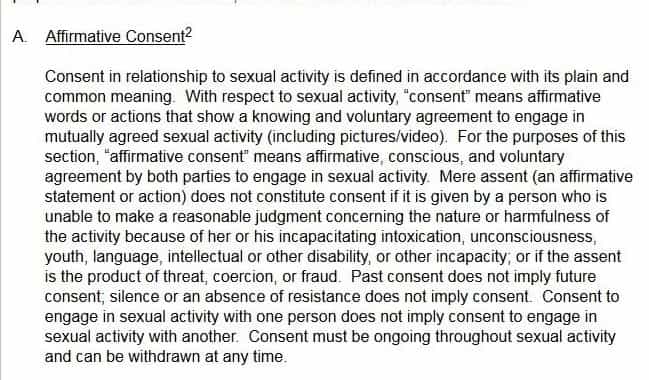 A. Affirmative Consent2
Consent in relationship to sexual activity is defined in accordance with its plain and
common meaning. With respect to sexual activity, "consent" means affirmative
words or actions that show a knowing and voluntary agreement to engage in
mutually agreed sexual activity (including pictures/video). For the purposes of this
section, "affirmative consent" means affirmative, conscious, and voluntary
agreement by both parties to engage in sexual activity. Mere assent (an affirmative
statement or action) does not constitute consent if it is given by a person who is
unable to make a reasonable judgment concerning the nature or harmfulness of
the activity because of her or his incapacitating intoxication, unconsciousness,
youth, language, intellectual or other disability, or other incapacity; or if the assent
is the product of threat, coercion, or fraud. Past consent does not imply future
consent; silence or an absence of resistance does not imply consent. Consent to
engage in sexual activity with one person does not imply consent to engage in
sexual activity with another. Consent must be ongoing throughout sexual activity
and can be withdrawn at any time.